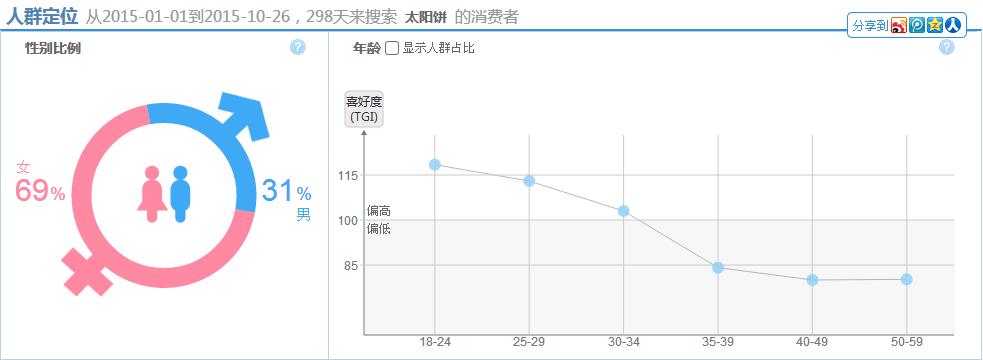 人群定位 从2015-01-01到2015-10-26，298天来搜索 太阳饼 的消费者
分享到
性别比例 ?
年龄 显示人群占比 ?
喜好度
(TGI)
女
69%
31%
男
115
100
85
偏高
偏低
18-24 25-29 30-34 35-39 40-49 50-59